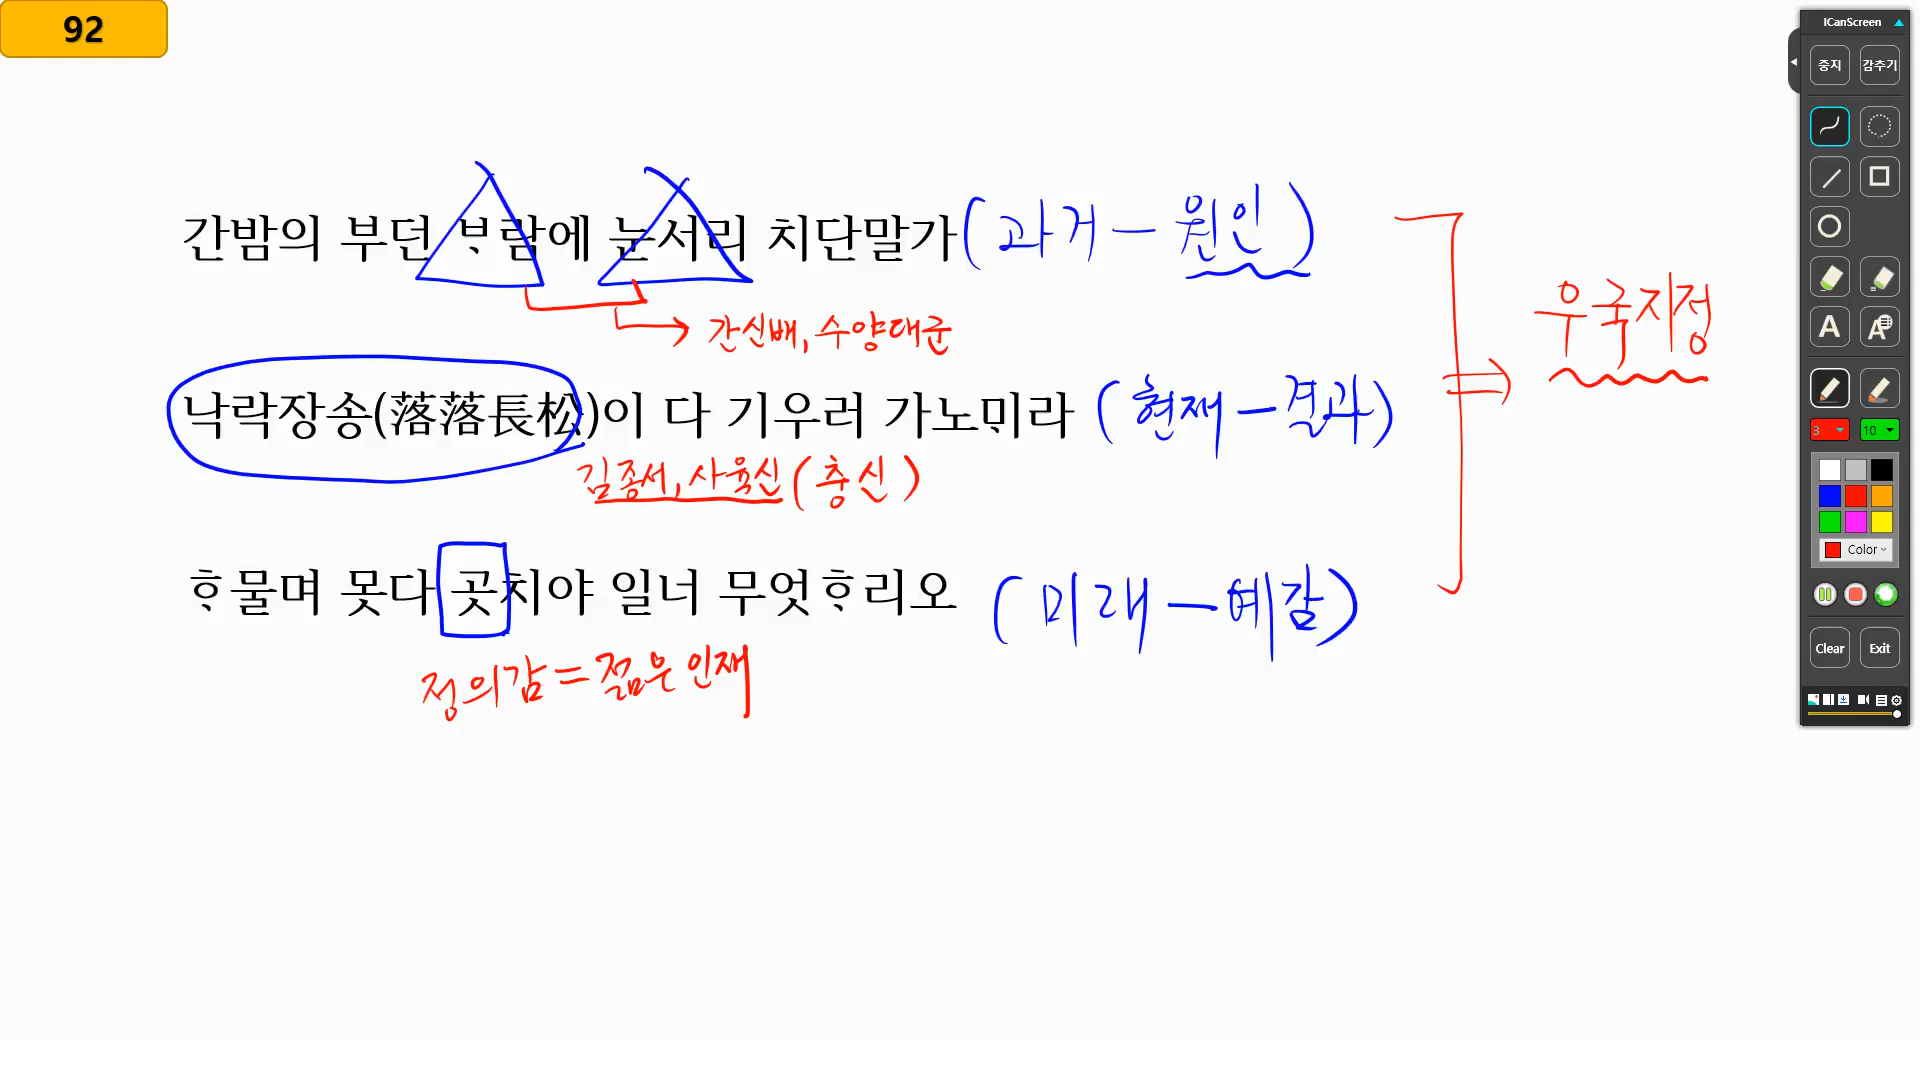 92
간밤의 부던 ᄇᆞ람에 눈서리 치단말가 (과거-원인)
간신배, 수양대군
낙락장송(落落長松)이 다 기우러 가노ᄆᆡ라 (현재-결과)
김종서, 사육신 (충신)
ᄒᆞ물며 못다 곳치야 일너 무엇ᄒᆞ리오 (미래-예감)
정의감=젊은 인재
우국지정
ICanScreen
중지 감추기
A A
3 10
Color
Clear Exit